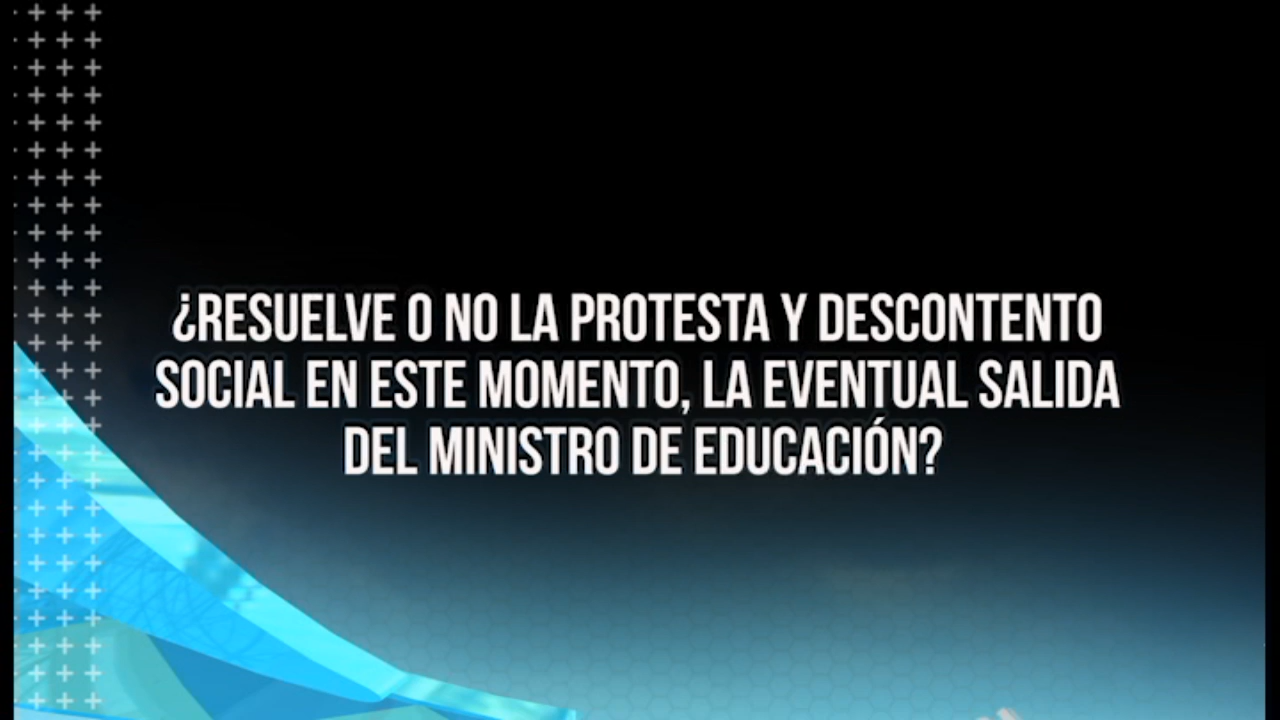 ¿RESUELVE O NO LA PROTESTA Y DESCONTENTO
SOCIAL EN ESTE MOMENTO, LA EVENTUAL SALIDA
DEL MINISTRO DE EDUCACIÓN?